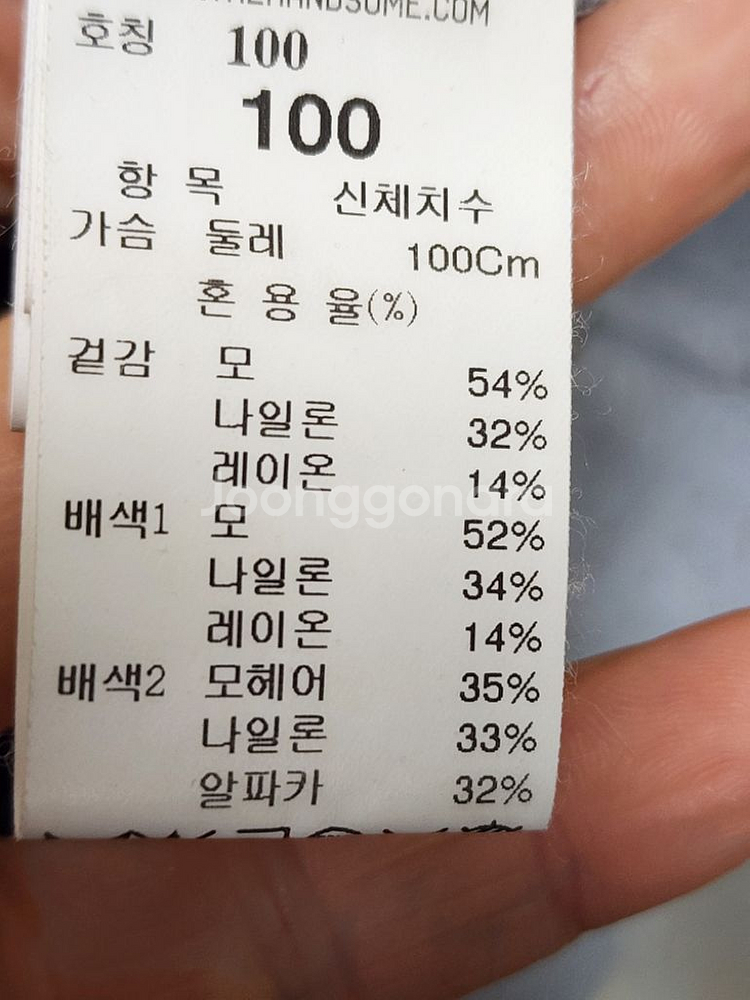 HANDSOME.COM
호칭 100
100
항 목 신체치수
가슴 둘레 100Cm
혼 용 율(%)
겉감 모 54%
나일론 32%
레이온 14%
Joonggonara
배색1 모 52%
나일론 34%
레이온 14%
배색2 모헤어 35%
나일론 33%
알파카 32%